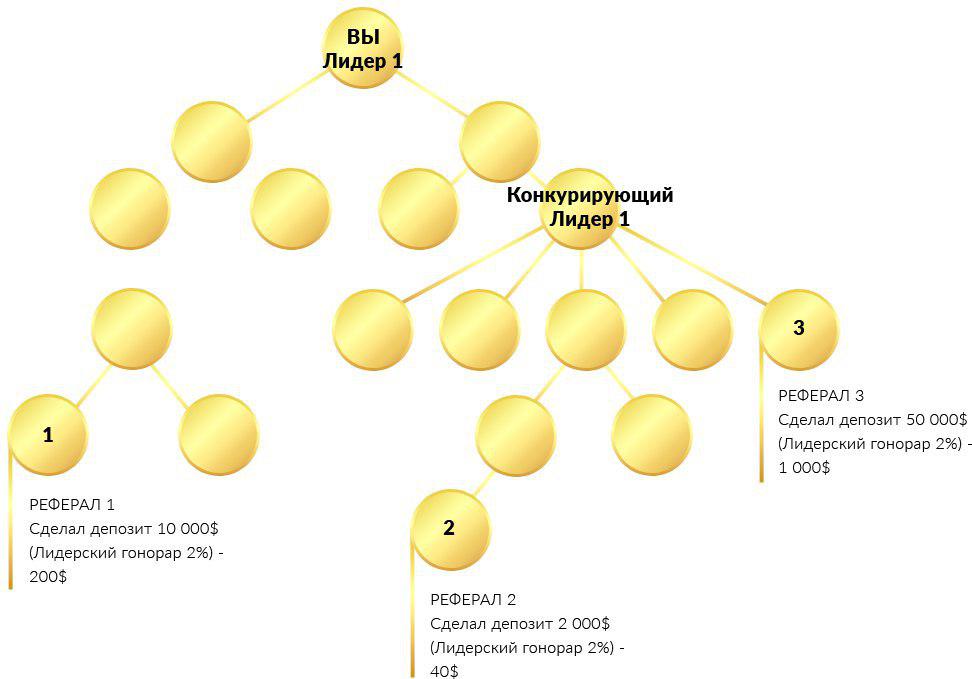 ВЫ
Лидер 1
Конкурирующий
Лидер 1
3
РЕФЕРАЛ 3
Сделал депозит 50 000$
(Лидерский гонорар 2%) -
1 000$
1
РЕФЕРАЛ 1
Сделал депозит 10 000$
(Лидерский гонорар 2%) -
200$
2
РЕФЕРАЛ 2
Сделал депозит 2 000$
(Лидерский гонорар 2%) -
40$